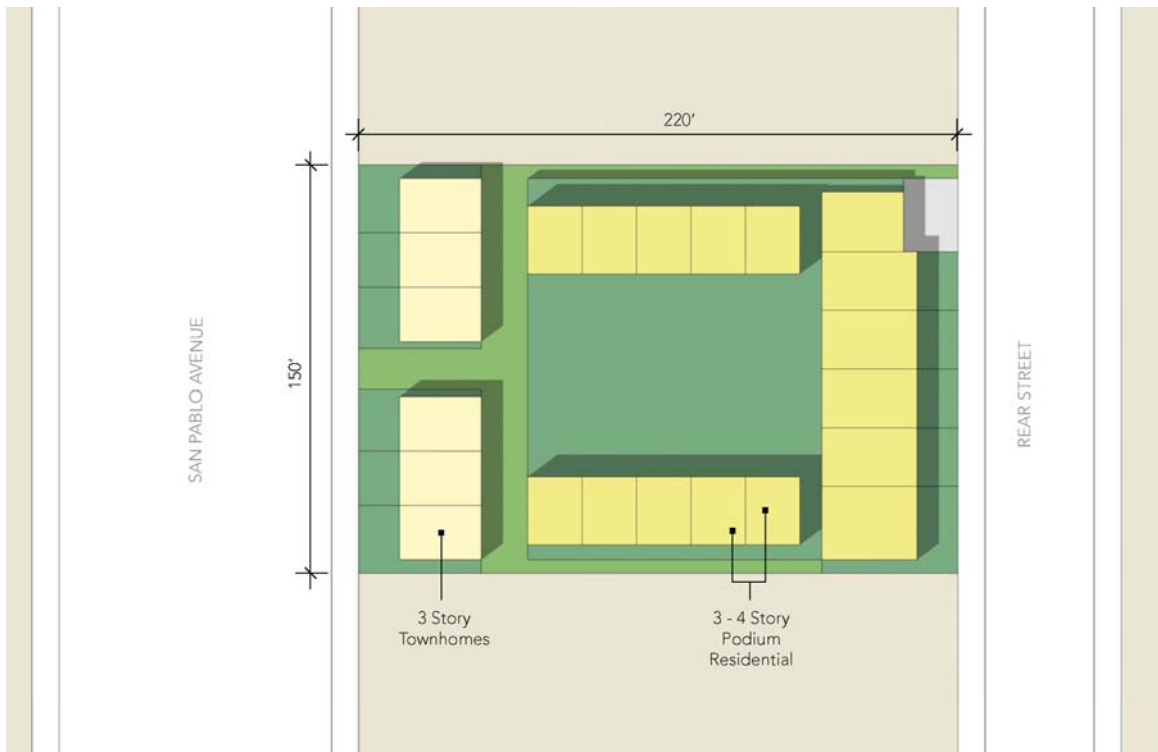 220'
150'
SAN PABLO AVENUE
REAR STREET
3 Story
Townhomes
3 - 4 Story
Podium
Residential